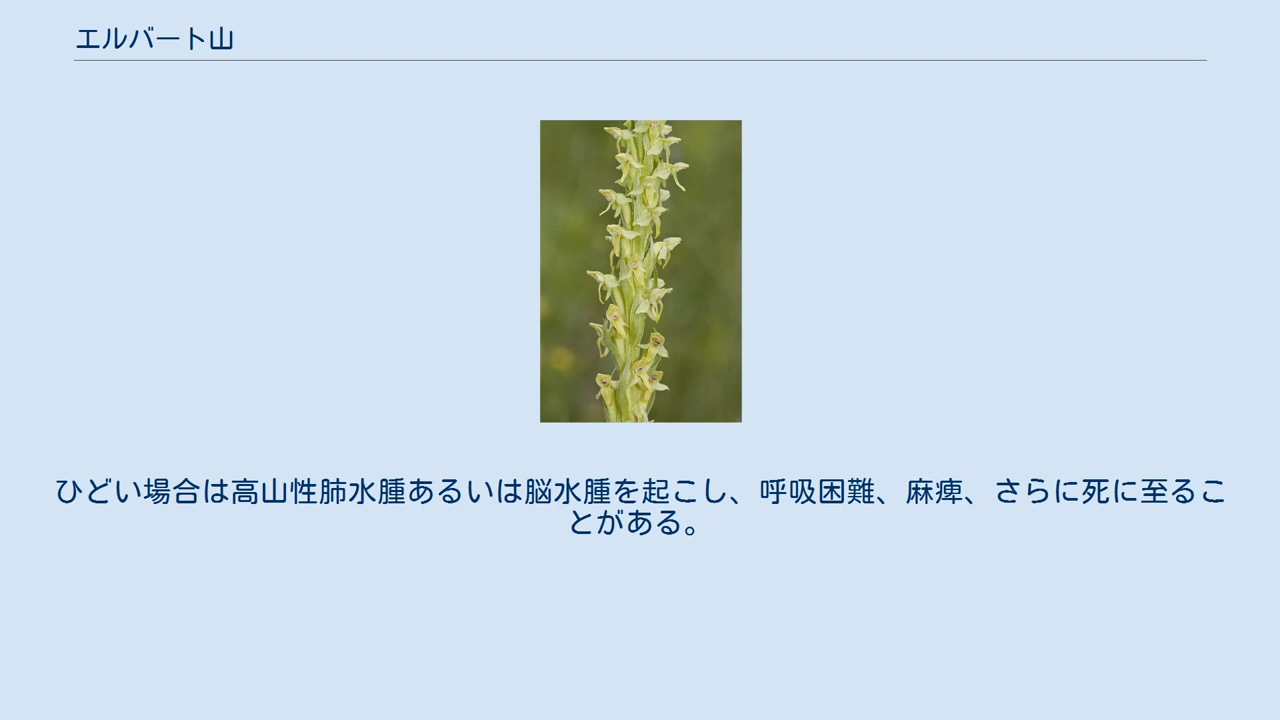 エルバート山
ひどい場合は高山性肺水腫あるいは脳水腫を起こし、呼吸困難、麻痺、さらに死に至るこ
とがある。